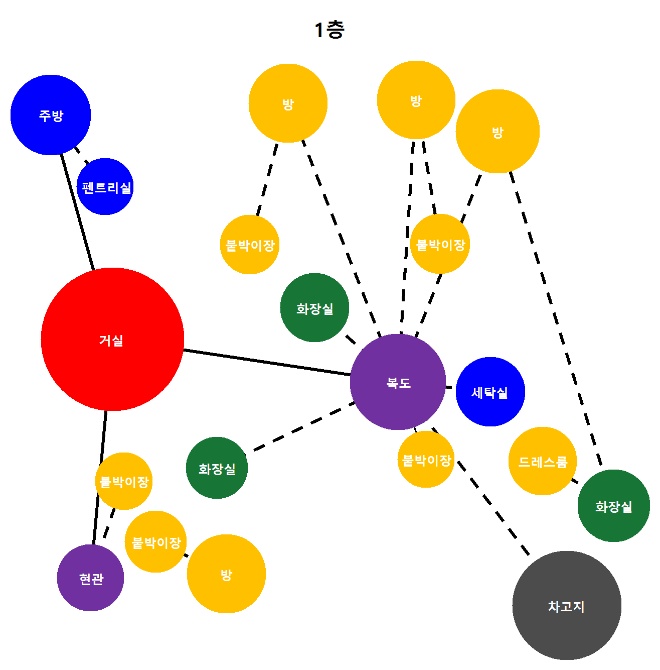 1층
주방
방
방
방
펜트리실
붙박이장
붙박이장
화장실
거실
복도
세탁실
붙박이장
드레스룸
화장실
붙박이장
화장실
붙박이장
현관
방
차고지